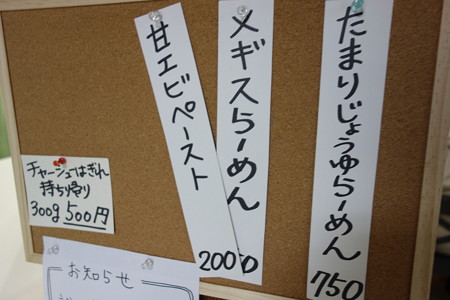 たまりじょうゆらーめん
750
メギスらーめん
甘エビペースト
200
チャーシュはぎれ
持ち帰り
300g 500円
お知らせ